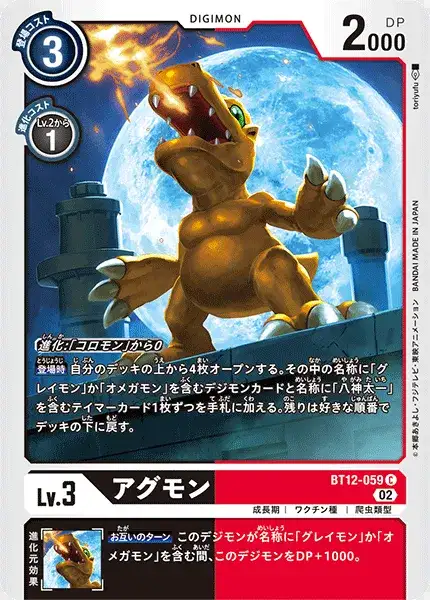 DIGIMON
登場コスト
3
2000
DP
進化コスト
Lv.2から
1
toriyufu
進化:「コロモン」から0
登場時 自分のデッキの上から4枚オープンする。その中の名称に「グ
レイモン」か「オメガモン」を含むデジモンカードと名称に「八神太一」
を含むテイマーカード1枚ずつを手札に加える。残りは好きな順番で
デッキの下に戻す。
© 本郷あきよし・フジテレビ・東映アニメーション BANDAI MADE IN JAPAN
BT12-059 C
02
Lv.3
アグモン
成長期 | ワクチン種 | 爬虫類型
進化元効果
お互いのターン このデジモンが名称に「グレイモン」か「オ
メガモン」を含む間、このデジモンをDP+1000。